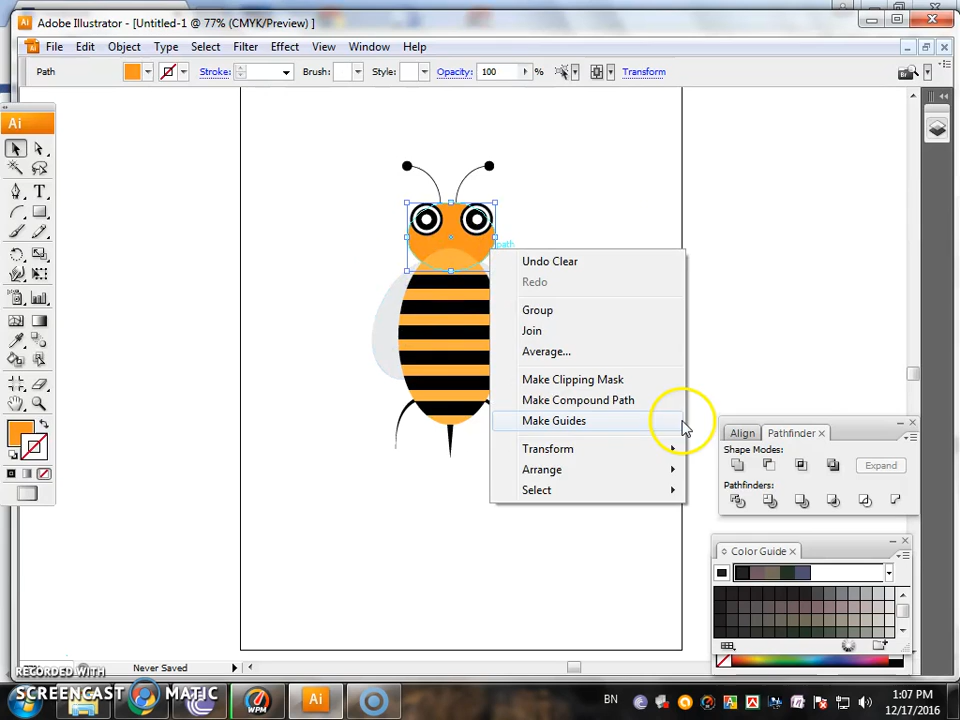 Adobe Illustrator - [Untitled-1 @ 77% (CMYK/Preview) ]
File Edit Object Type Select Filter Effect View Window Help
Path Stroke: Brush: Style: Opacity: 100 % Transform
Ai
path
Undo Clear
Redo
Group
Join
Average...
Make Clipping Mask
Make Compound Path
Make Guides
Transform
Arrange
Select
Align Pathfinder
Shape Modes:
Expand
Pathfinders:
Color Guide
Never Saved
RECORDED WITH
SCREENCAST MATIC
WPM
Ai
BN
1:07 PM
12/17/2016